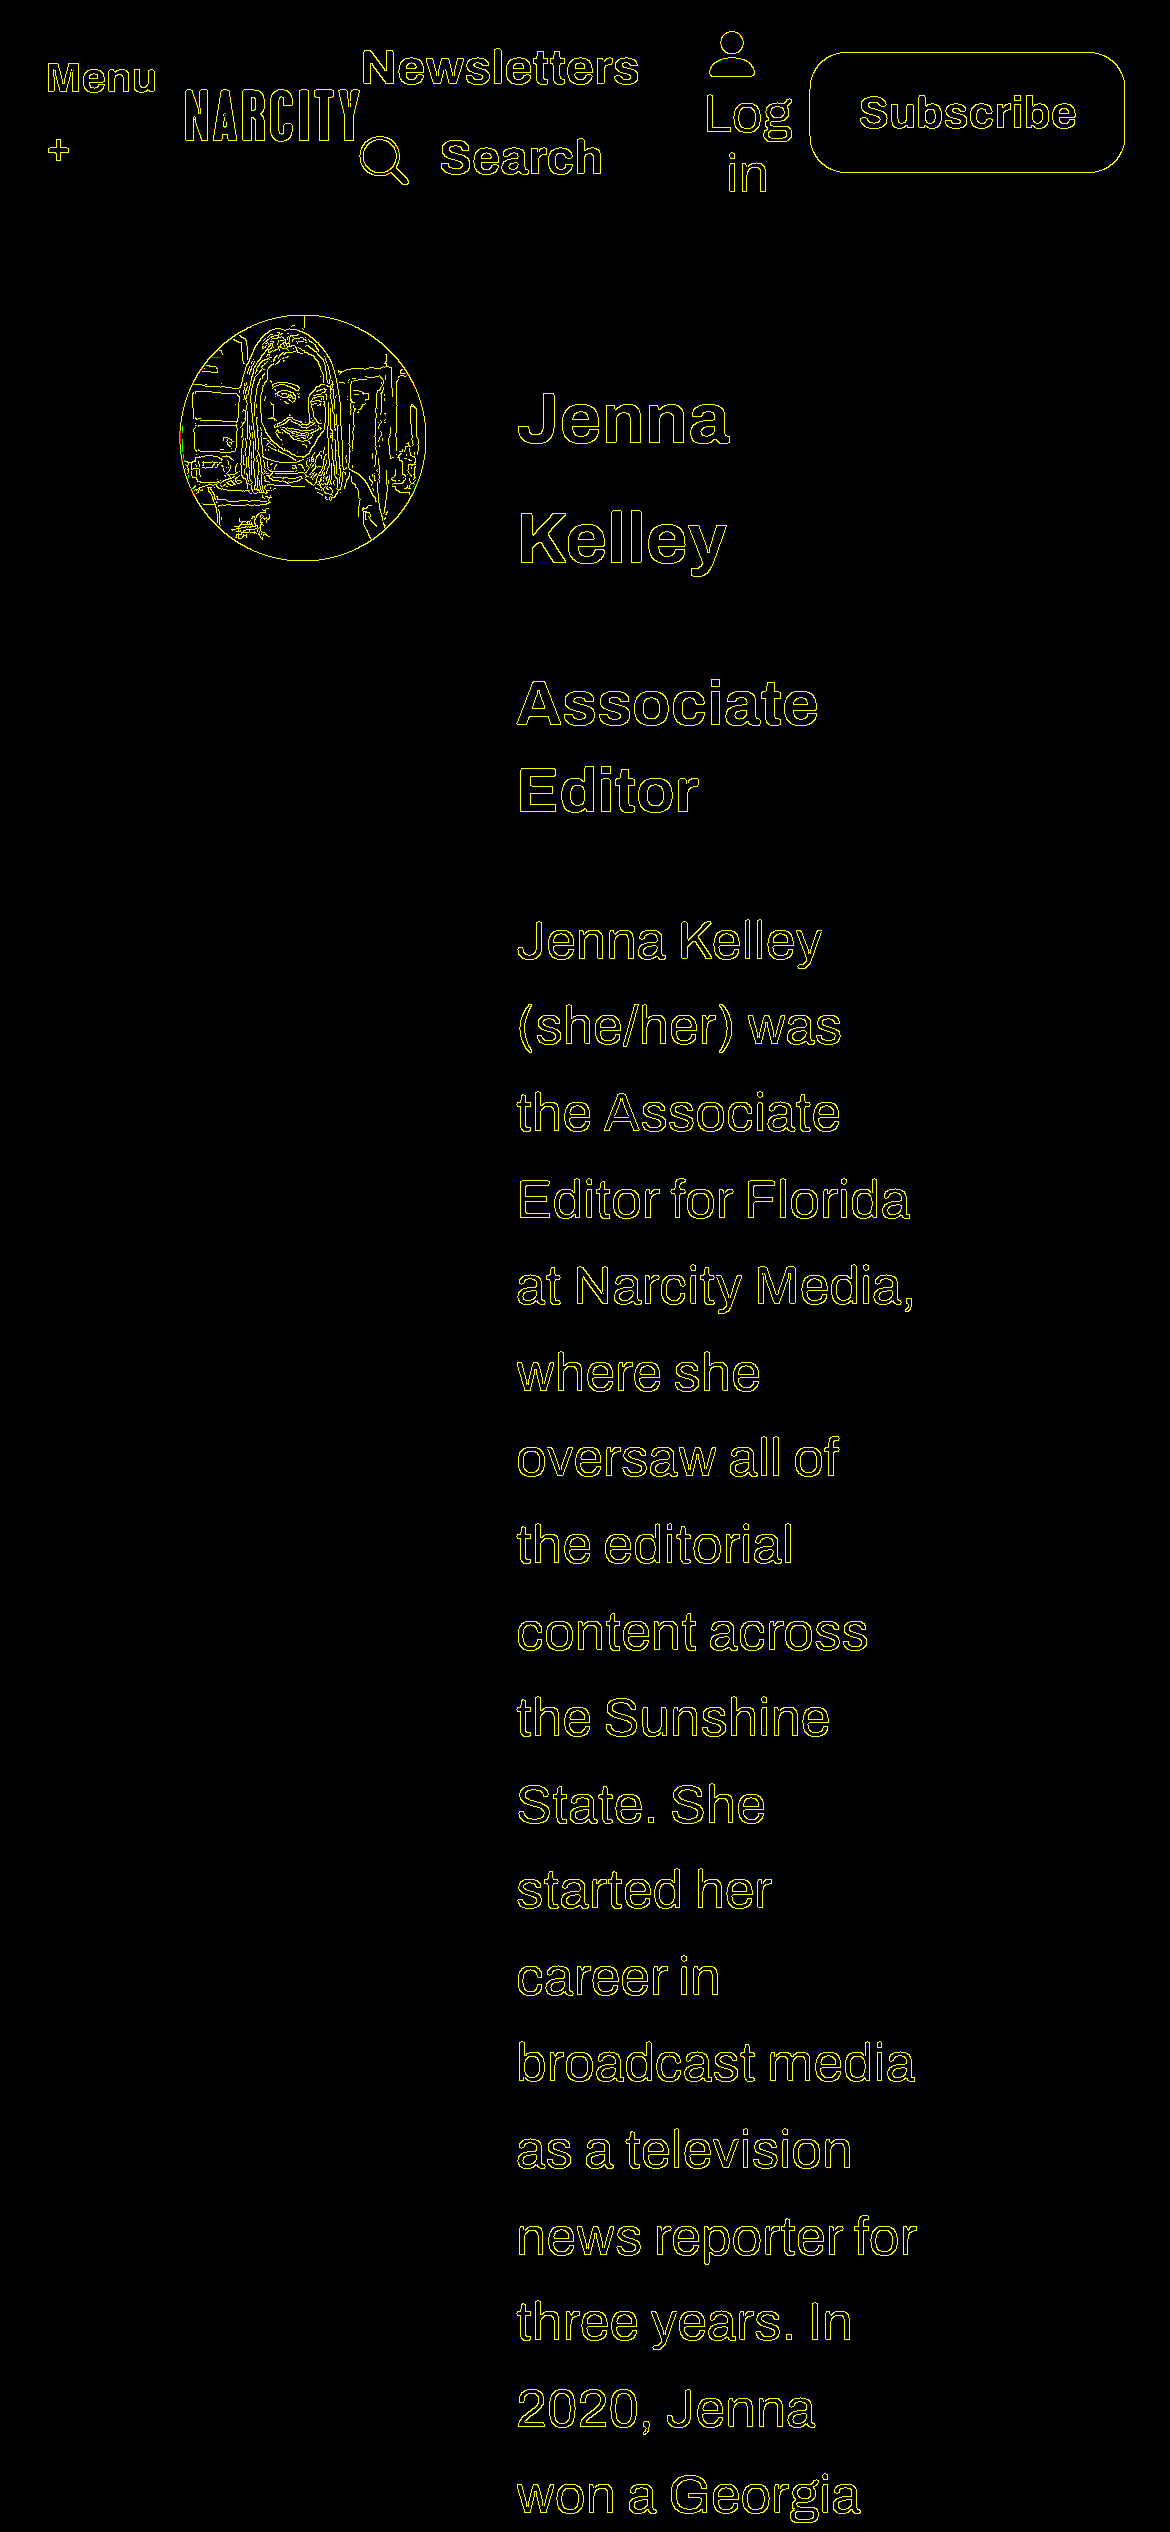 Menu
+
NARCITY
Newsletters
Search
Log
in
Subscribe
Jenna
Kelley
Associate
Editor
Jenna Kelley
(she/her) was
the Associate
Editor for Florida
at Narcity Media,
where she
oversaw all of
the editorial
content across
the Sunshine
State. She
started her
career in
broadcast media
as a television
news reporter for
three years. In
2020, Jenna
won a Georgia